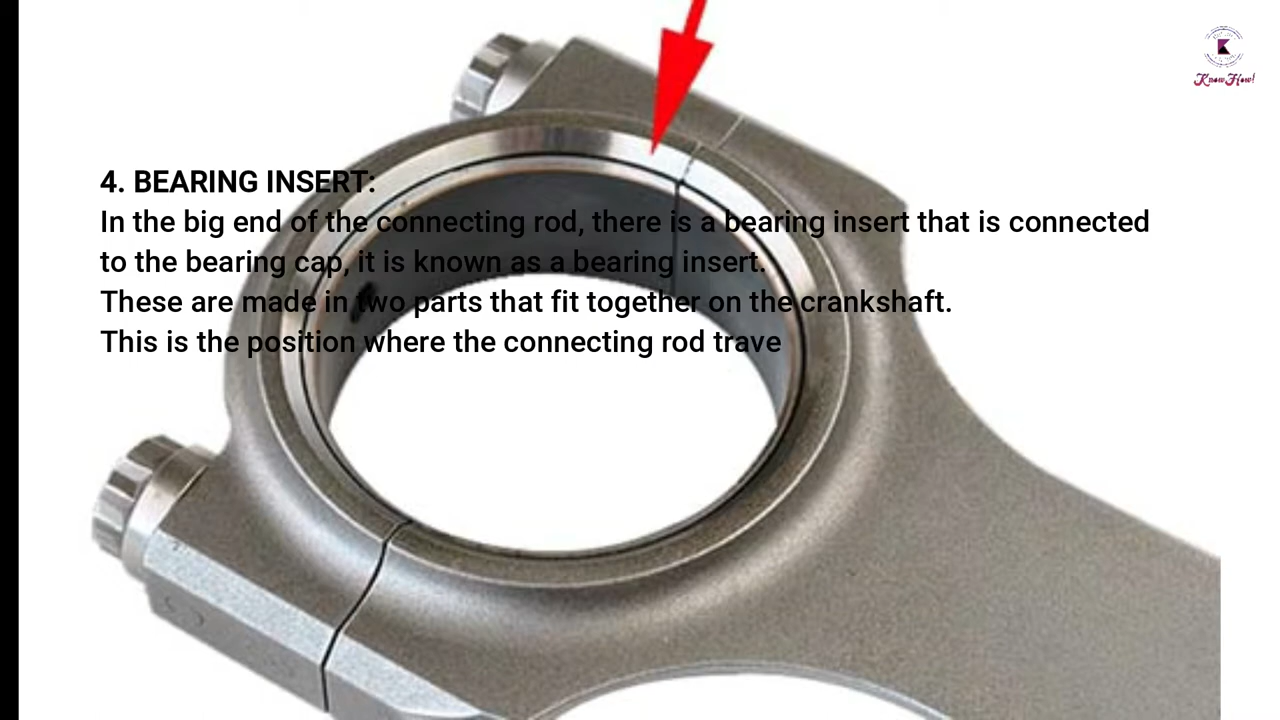 KnowHow!
4. BEARING INSERT:
In the big end of the connecting rod, there is a bearing insert that is connected
to the bearing cap, it is known as a bearing insert.
These are made in two parts that fit together on the crankshaft.
This is the position where the connecting rod trave